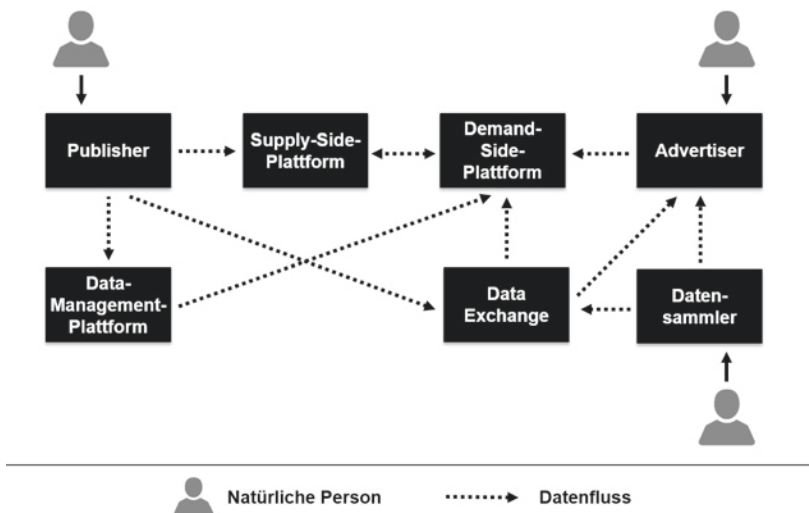 Publisher
Supply-Side-
Plattform
Demand-
Side-
Plattform
Advertiser
Data-
Management-
Plattform
Data
Exchange
Daten-
sammler
Natürliche Person
Datenfluss